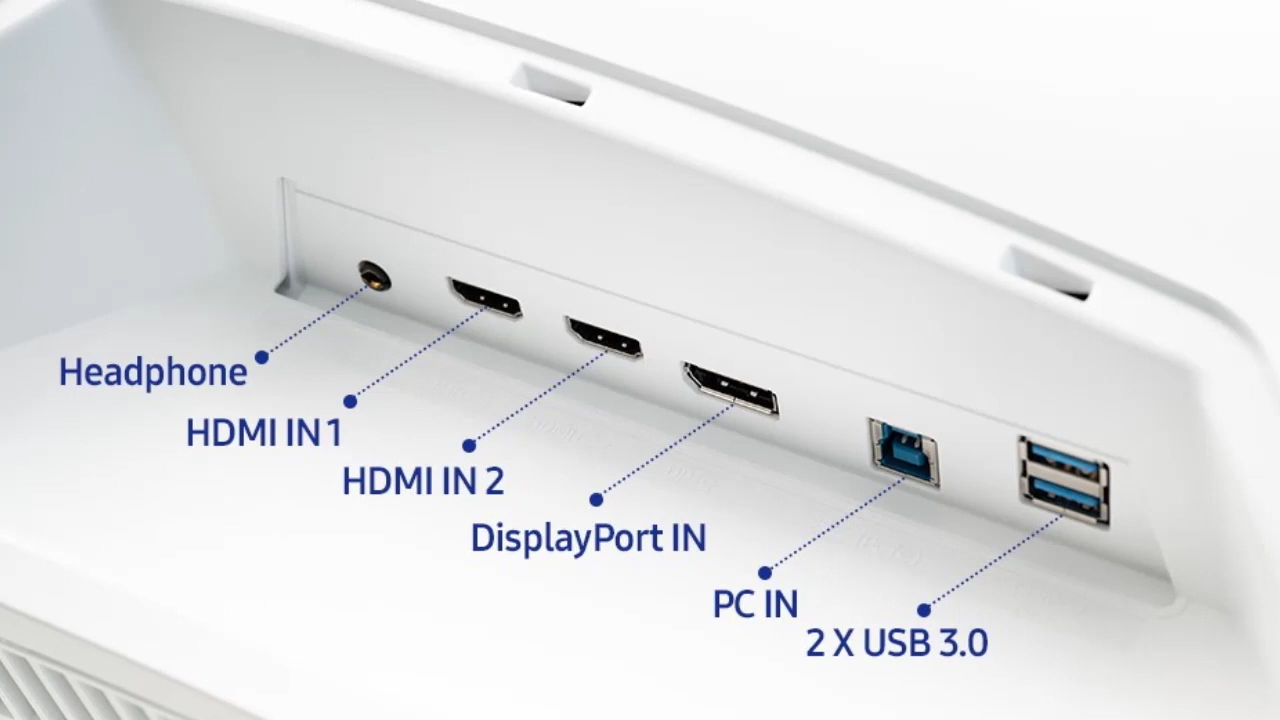 Headphone
HDMI IN 1
HDMI IN 2
DisplayPort IN
PC IN
2 X USB 3.0